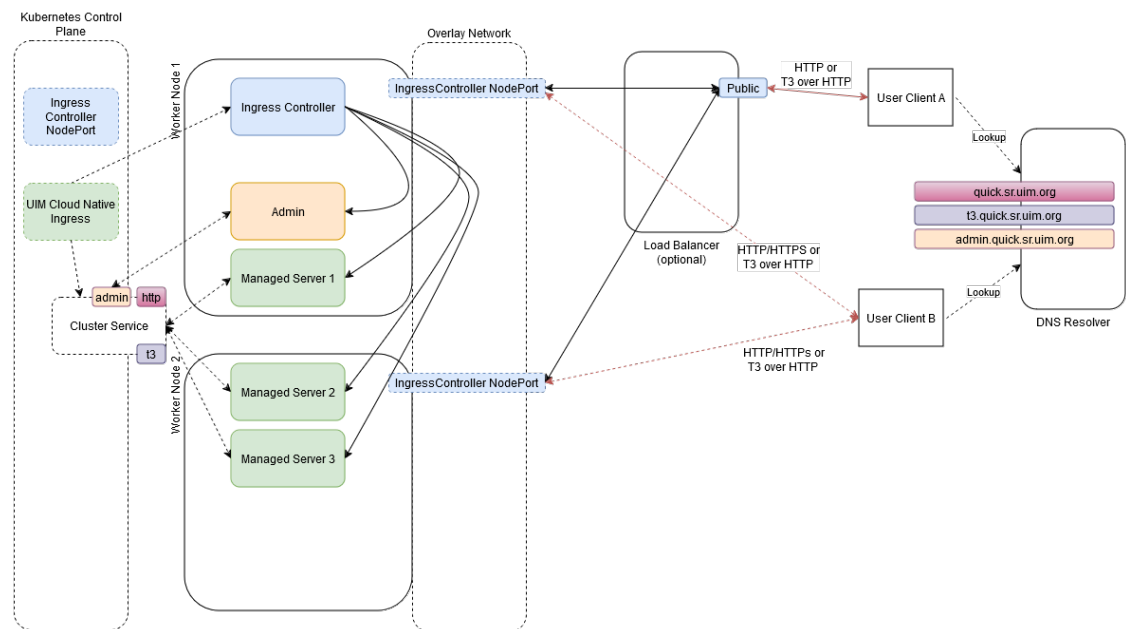 Kubernetes Control
Plane
Ingress
Controller
NodePort
UIM Cloud Native
Ingress
admin
http
Cluster Service
t3
Worker Node 1
Ingress Controller
Admin
Managed Server 1
Worker Node 2
Managed Server 2
Managed Server 3
Overlay Network
IngressController NodePort
IngressController NodePort
Public
Load Balancer
(optional)
HTTP or
T3 over HTTP
HTTP/HTTPS or
T3 over HTTP
HTTP/HTTPs or
T3 over HTTP
User Client A
User Client B
Lookup
Lookup
quick.sr.uim.org
t3.quick.sr.uim.org
admin.quick.sr.uim.org
DNS Resolver